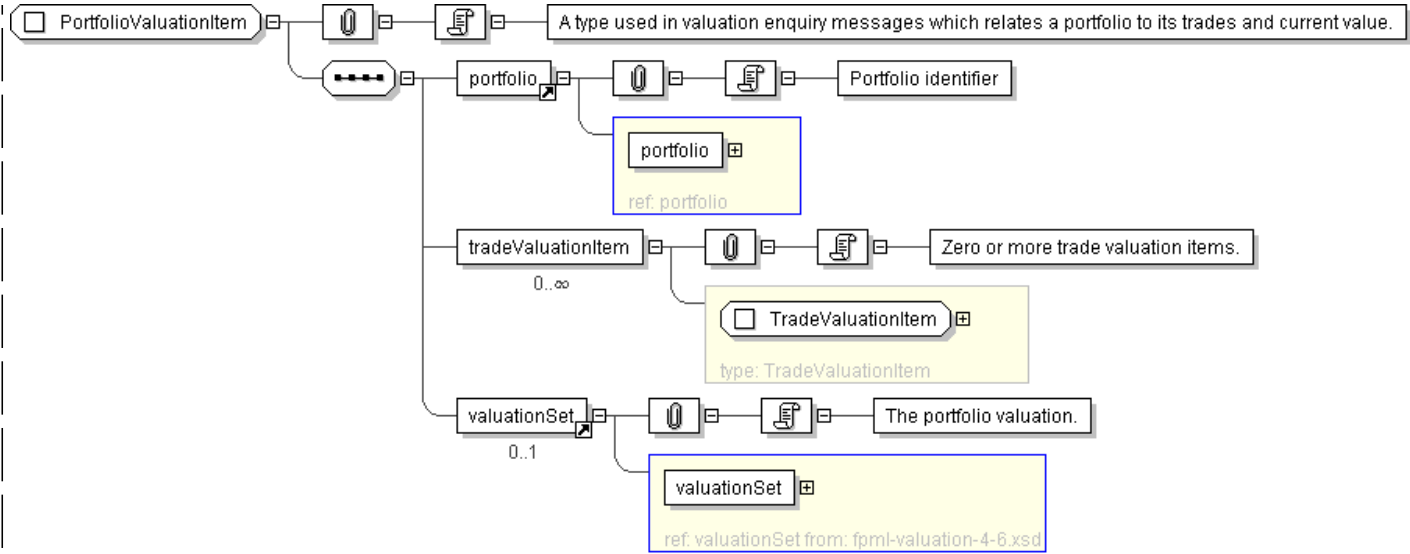 PortfolioValuationItem
A type used in valuation enquiry messages which relates a portfolio to its trades and current value.
portfolio
Portfolio identifier
portfolio
ref: portfolio
tradeValuationItem
Zero or more trade valuation items.
0..∞
TradeValuationItem
type: TradeValuationItem
valuationSet
The portfolio valuation.
0..1
valuationSet
ref: valuationSet from: fpml-valuation-4-6.xsd